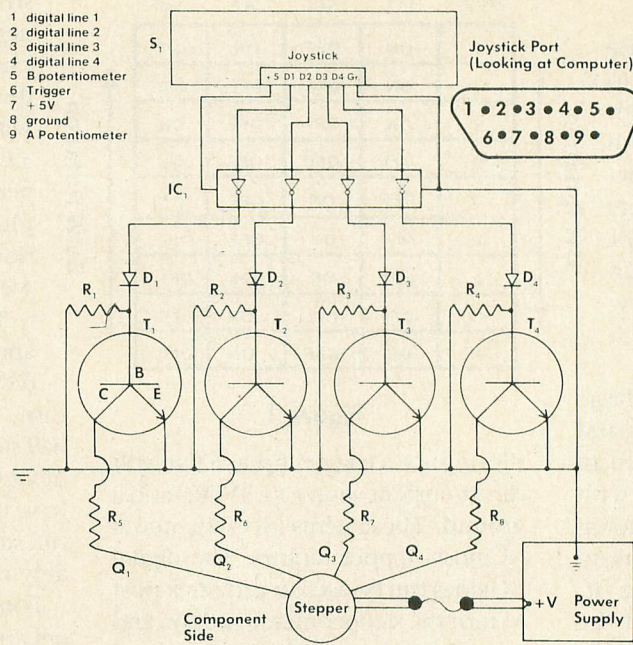 1 digital line 1
2 digital line 2
3 digital line 3
4 digital line 4
5 B potentiometer
6 Trigger
7 + 5V
8 ground
9 A Potentiometer
S1
Joystick
+ 5 D1 D2 D3 D4 Gr.
Joystick Port
(Looking at Computer)
1 2 3 4 5
6 7 8 9
IC1
D1
D2
D3
D4
R1
R2
R3
R4
T1
T2
T3
T4
B
C
E
R5
R6
R7
R8
Q1
Q2
Q3
Q4
Stepper
Component
Side
+V
Power
Supply